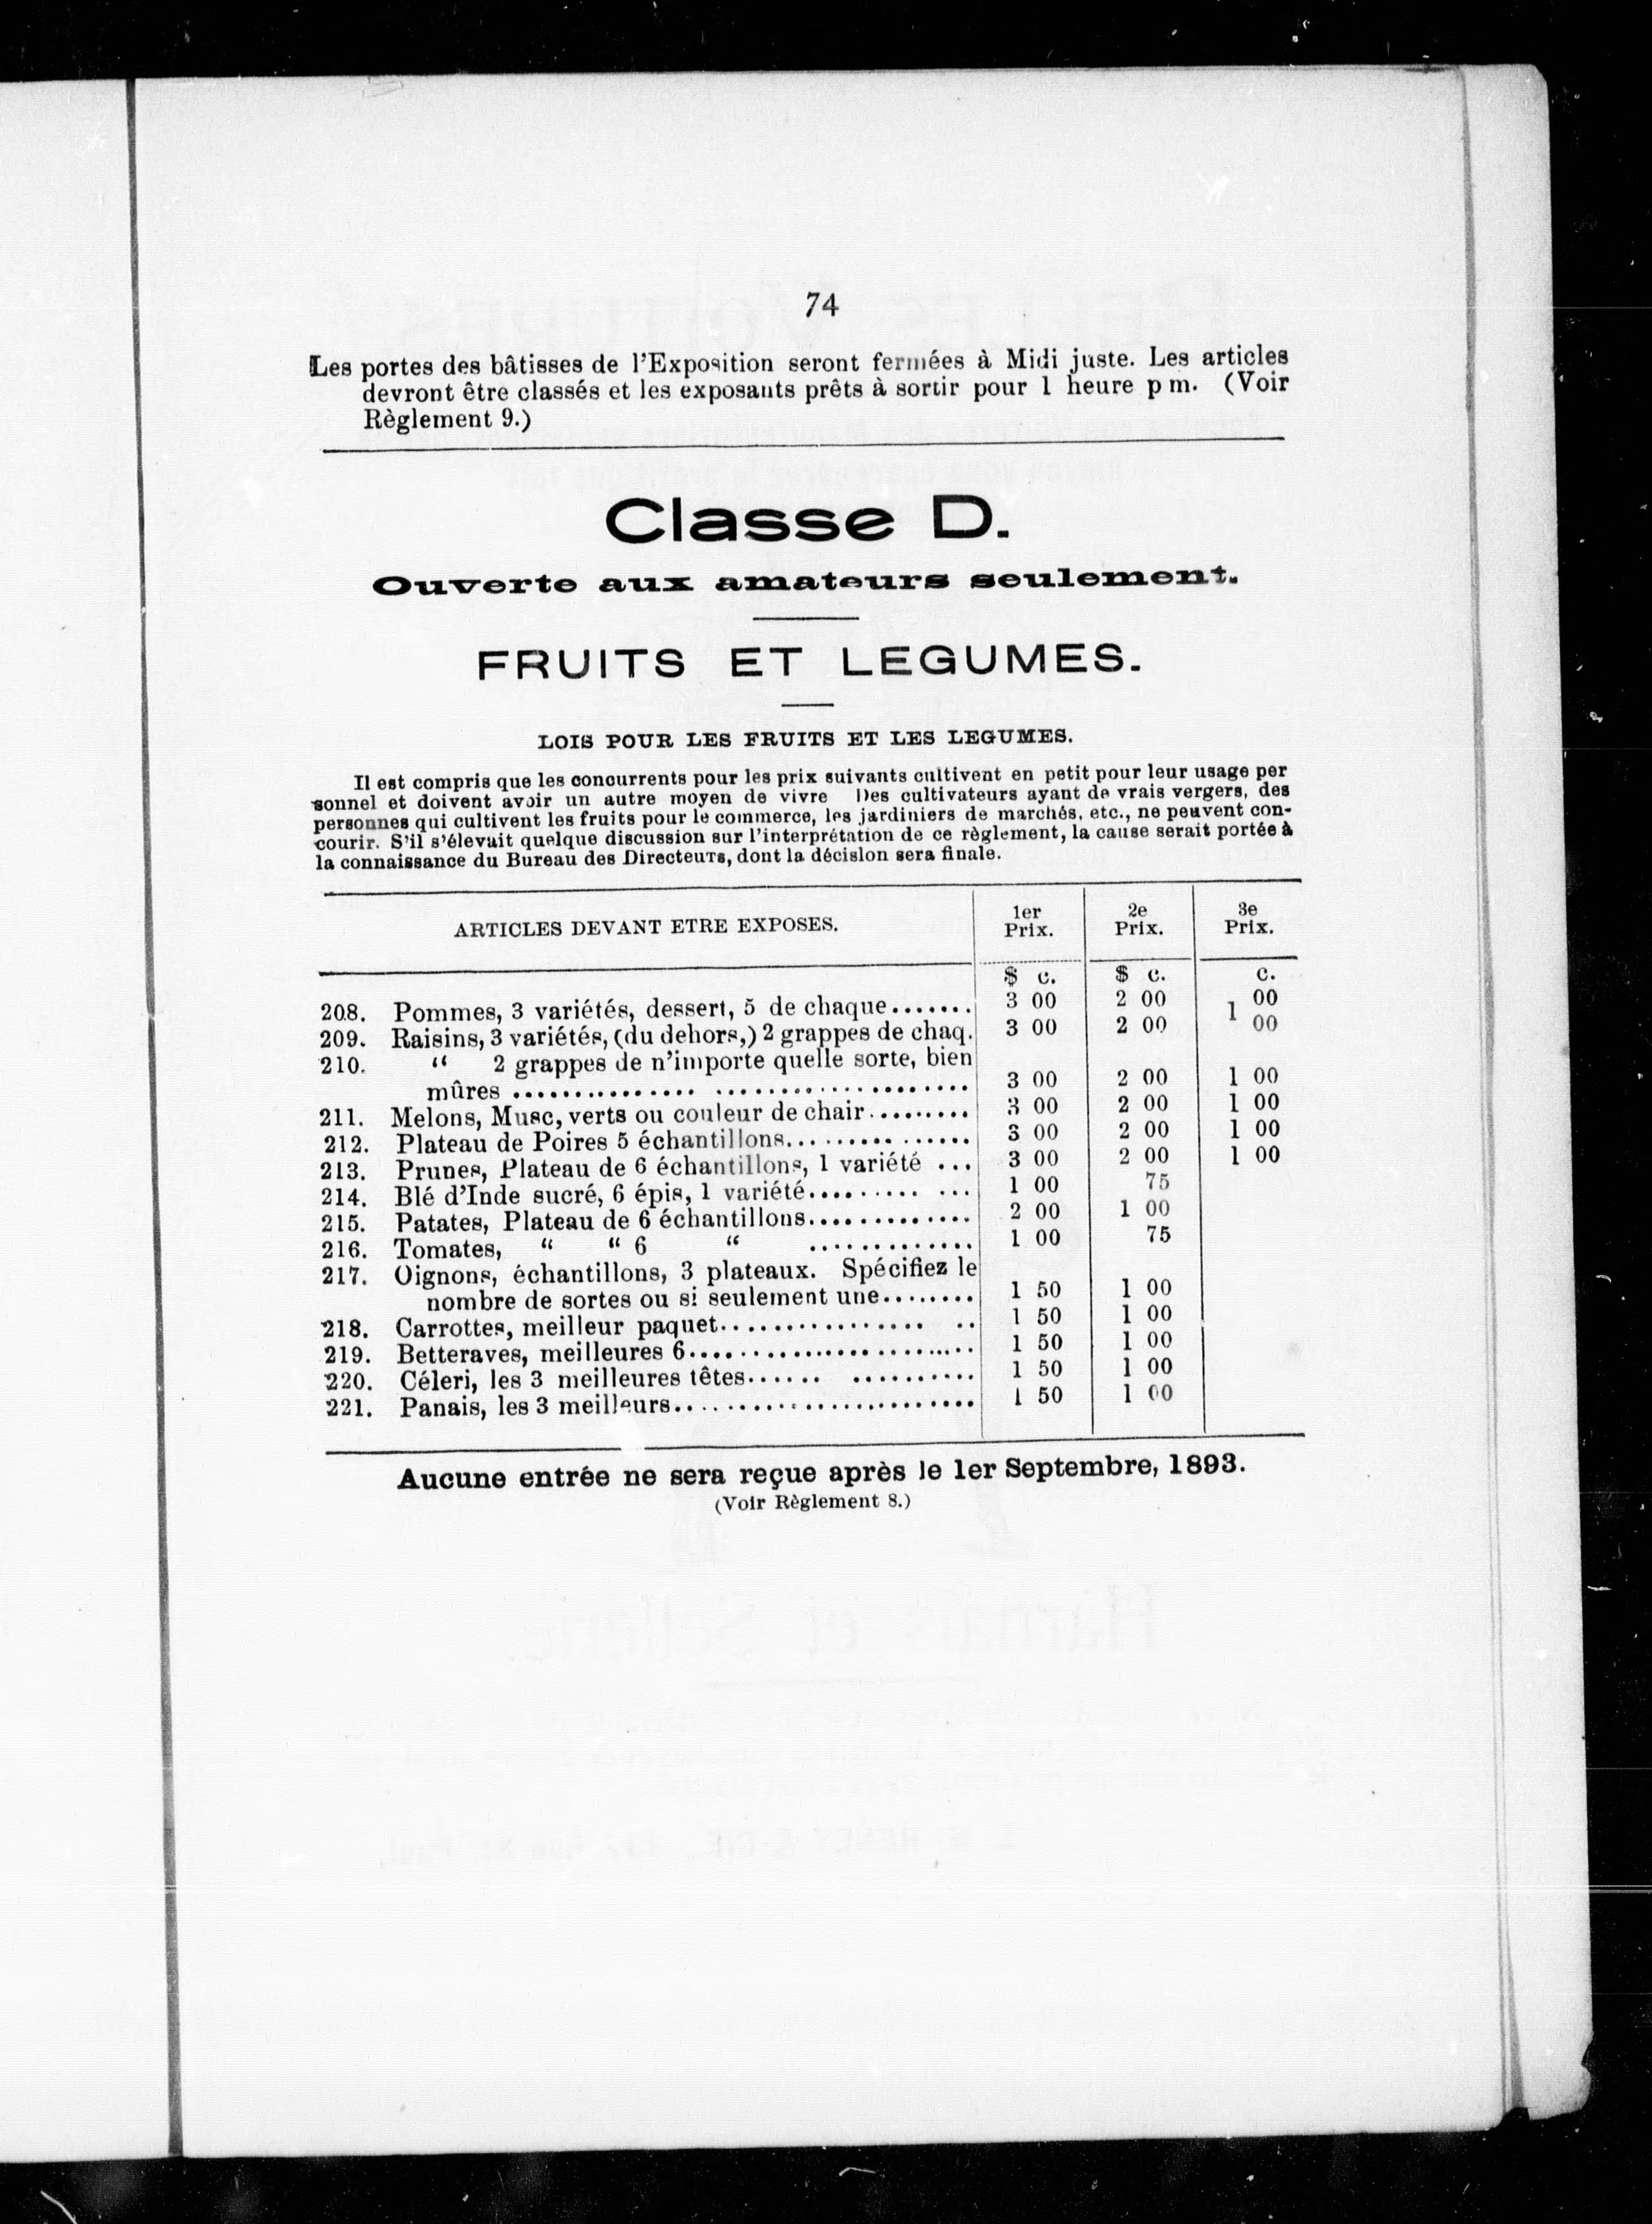 74
Les portes des bâtisses de l'Exposition seront fermées à Midi juste. Les articles
devront être classés et les exposants prêts à sortir pour 1 heure p m. (Voir
Règlement 9.)
Classe D.
Ouverte aux amateurs seulement.
FRUITS ET LEGUMES.
LOIS POUR LES FRUITS ET LES LEGUMES.
Il est compris que les concurrents pour les prix suivants cultivent en petit pour leur usage per
sonnel et doivent avoir un autre moyen de vivre Des cultivateurs ayant de vrais vergers, des
personnes qui cultivent les fruits pour le commerce, les jardiniers de marchés, etc., ne peuvent con-
courir. S'il s'élevait quelque discussion sur l'interprétation de ce règlement, la cause serait portée à
la connaissance du Bureau des Directeurs, dont la décision sera finale.
ARTICLES DEVANT ETRE EXPOSES. 1er Prix. 2e Prix. 3e Prix.
$ c. $ c. c.
208. Pommes, 3 variétés, dessert, 5 de chaque....... 3 00 2 00 1 00
209. Raisins, 3 variétés, (du dehors,) 2 grappes de chaq. 3 00 2 00 00
210. " 2 grappes de n'importe quelle sorte, bien
mûres .................................. 3 00 2 00 1 00
211. Melons, Musc, verts ou couleur de chair......... 3 00 2 00 1 00
212. Plateau de Poires 5 échantillons................ 3 00 2 00 1 00
213. Prunes, Plateau de 6 échantillons, 1 variété ... 3 00 2 00 1 00
214. Blé d'Inde sucré, 6 épis, 1 variété......... ... 1 00 75
215. Patates, Plateau de 6 échantillons............. 2 00 1 00
216. Tomates, " " 6 " ............. 1 00 75
217. Oignons, échantillons, 3 plateaux. Spécifiez le
nombre de sortes ou si seulement une........ 1 50 1 00
218. Carrottes, meilleur paquet................ .. 1 50 1 00
219. Betteraves, meilleures 6...................... 1 50 1 00
220. Céleri, les 3 meilleures têtes...... .......... 1 50 1 00
221. Panais, les 3 meilleurs........................ 1 50 1 00
Aucune entrée ne sera reçue après le 1er Septembre, 1893.
(Voir Règlement 8.)